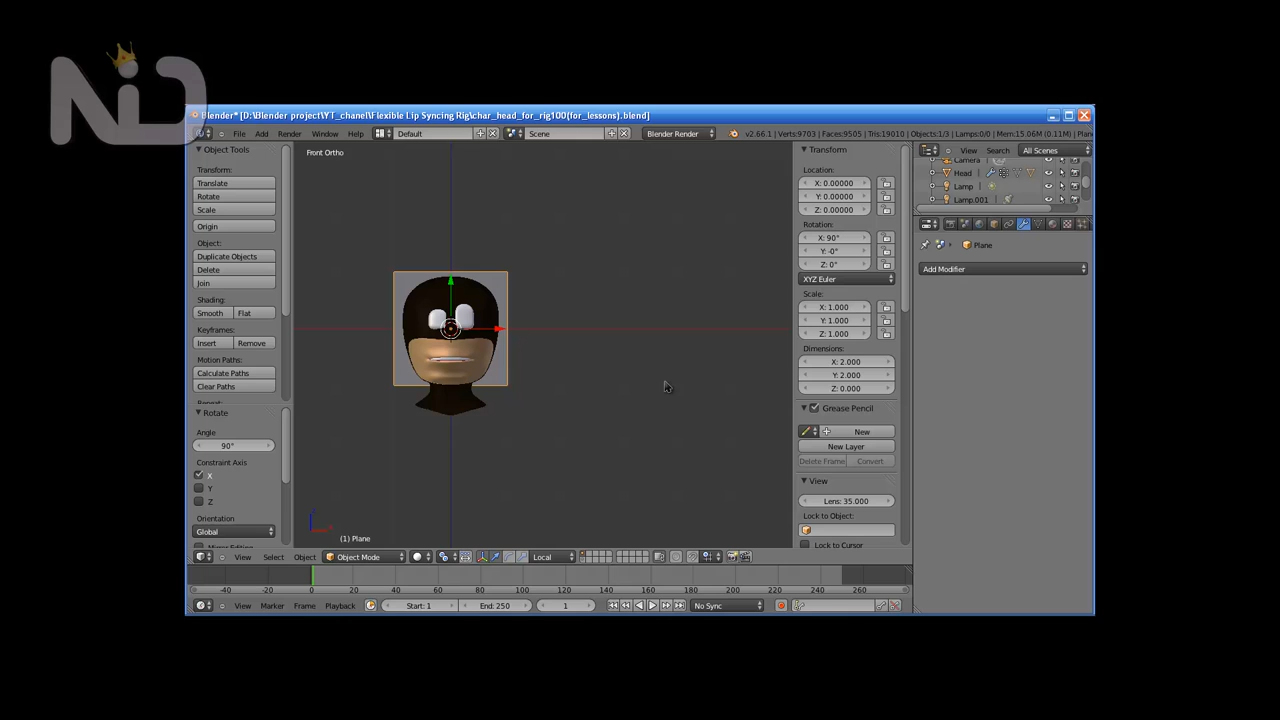 NiD
Blender* [D:\Blender project\YT_chanel\Flexible Lip Syncing Rig\char_head_for_rig100(for_lessons).blend]
File Add Render Window Help Default Scene Blender Render v2.66.1 | Verts:9703 | Faces:9505 | Tris:19010 | Objects:1/3 | Lamps:0/0 | Mem:15.06M (0.11M) | Plane
Object Tools
Transform:
Translate
Rotate
Scale
Origin
Object:
Duplicate Objects
Delete
Join
Shading:
Smooth Flat
Keyframes:
Insert Remove
Motion Paths:
Calculate Paths
Clear Paths
Rotate
Angle
90°
Constraint Axis
X
Y
Z
Orientation
Global
Front Ortho
(1) Plane
View Select Object Object Mode Local
Transform
Location:
X: 0.00000
Y: 0.00000
Z: 0.00000
Rotation:
X: 90°
Y: -0°
Z: 0°
XYZ Euler
Scale:
X: 1.000
Y: 1.000
Z: 1.000
Dimensions:
X: 2.000
Y: 2.000
Z: 0.000
Grease Pencil
New
New Layer
Delete Frame Convert
View
Lens: 35.000
Lock to Object:
Lock to Cursor
View Search All Scenes
Camera
Head
Lamp
Lamp.001
Plane
Add Modifier
-40 -20 0 20 40 60 80 100 120 140 160 180 200 220 240 260
View Marker Frame Playback Start: 1 End: 250 1 No Sync